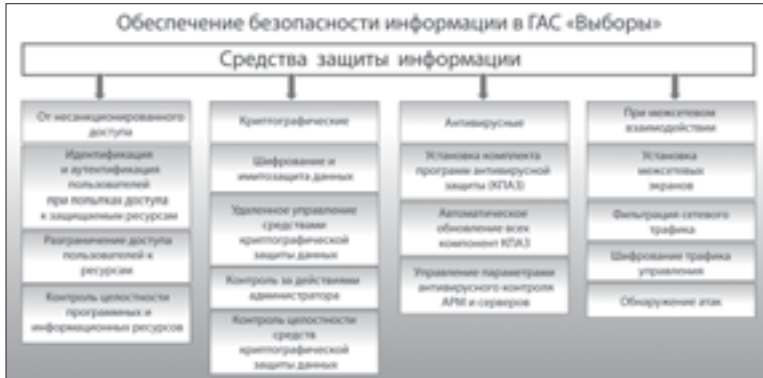 Обеспечение безопасности информации в ГАС «Выборы»
Средства защиты информации
От несанкционированного
доступа
Идентификация
и аутентификация
пользователей
при попытках доступа
к защищаемым ресурсам
Разграничение доступа
пользователей к
ресурсам
Контроль целостности
программных и
информационных ресурсов
Криптографические
Шифрование и
имитозащита данных
Удаленное управление
средствами
криптографической
защиты данных
Контроль за действиями
администратора
Контроль целостности
средств
криптографической
защиты данных
Антивирусные
Установка комплекта
программ антивирусной
защиты (КПАЗ)
Автоматическое
обновление всех
компонент КПАЗ
Управление параметрами
антивирусного контроля
АРМ и серверов
При межсетевом
взаимодействии
Установка
межсетевых
экранов
Фильтрация сетевого
трафика
Шифрование трафика
управления
Обнаружение атак